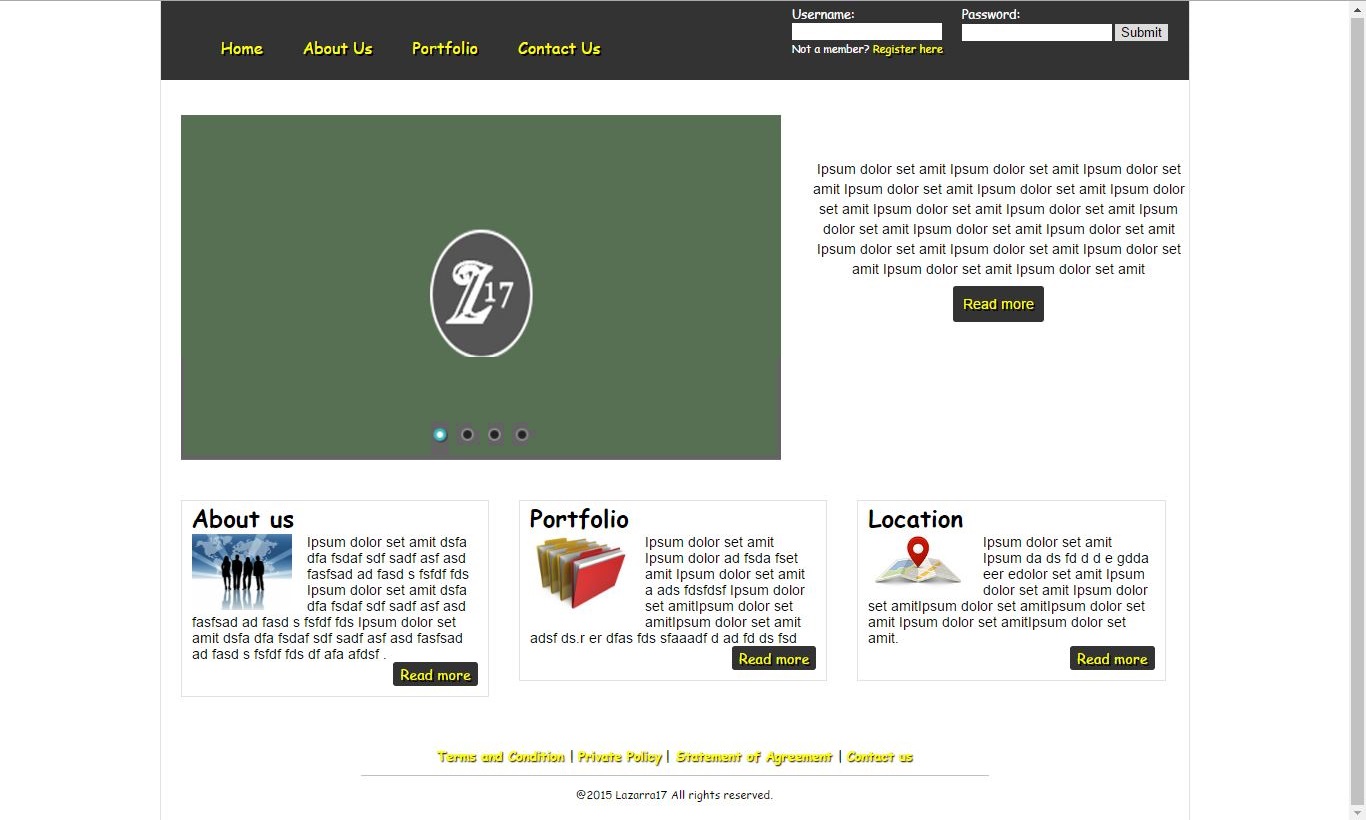 Username: Password:
Submit
Home About Us Portfolio Contact Us
Not a member? Register here
Z17
Ipsum dolor set amit Ipsum dolor set amit Ipsum dolor set
amit Ipsum dolor set amit Ipsum dolor set amit Ipsum dolor
set amit Ipsum dolor set amit Ipsum dolor set amit Ipsum
dolor set amit Ipsum dolor set amit Ipsum dolor set amit
Ipsum dolor set amit Ipsum dolor set amit Ipsum dolor set
amit Ipsum dolor set amit Ipsum dolor set amit
Read more
About us
Ipsum dolor set amit dsfa
dfa fsdaf sdf sadf asf asd
fasfsad ad fasd s fsfdf fds
Ipsum dolor set amit dsfa
dfa fsdaf sdf sadf asf asd
fasfsad ad fasd s fsfdf fds Ipsum dolor set
amit dsfa dfa fsdaf sdf sadf asf asd fasfsad
ad fasd s fsfdf fds df afa afdsf .
Read more
Portfolio
Ipsum dolor set amit
Ipsum dolor ad fsda fset
amit Ipsum dolor set amit
a ads fdsfdsf Ipsum dolor
set amitIpsum dolor set
amitIpsum dolor set amit
adsf ds.r er dfas fds sfaaadf d ad fd ds fsd
Read more
Location
Ipsum dolor set amit
Ipsum da ds fd d d e gdda
eer edolor set amit Ipsum
dolor set amit Ipsum dolor
set amitIpsum dolor set amitIpsum dolor set
amit Ipsum dolor set amitIpsum dolor set
amit.
Read more
Terms and Condition | Private Policy | Statement of Agreement | Contact us
©2015 Lazarra17 All rights reserved.